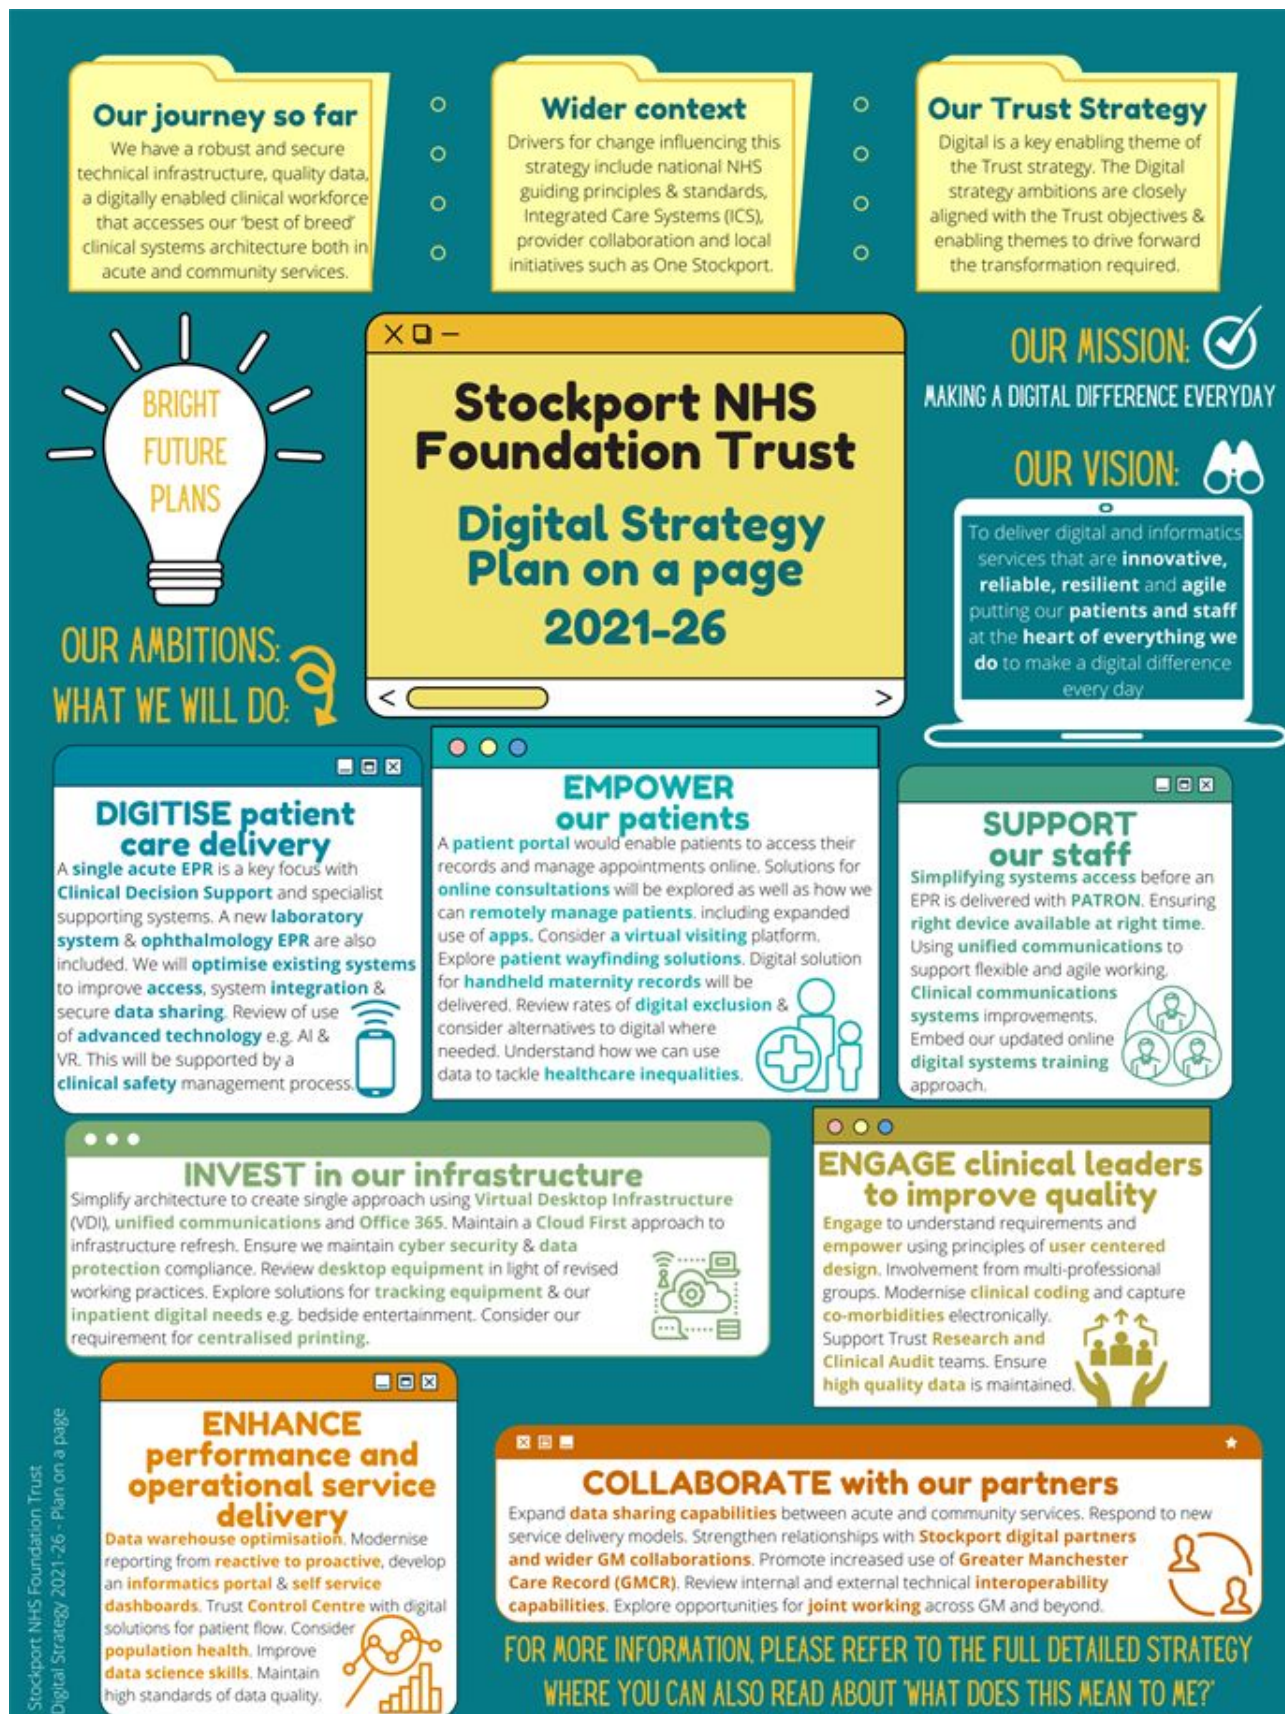 Our journey so far
We have a robust and secure
technical infrastructure, quality data,
a digitally enabled clinical workforce
that accesses our 'best of breed'
clinical systems architecture both in
acute and community services.
Wider context
Drivers for change influencing this
strategy include national NHS
guiding principles & standards,
Integrated Care Systems (ICS),
provider collaboration and local
initiatives such as One Stockport.
Our Trust Strategy
Digital is a key enabling theme of
the Trust strategy. The Digital
strategy ambitions are closely
aligned with the Trust objectives &
enabling themes to drive forward
the transformation required.
BRIGHT
FUTURE
PLANS
Stockport NHS
Foundation Trust
Digital Strategy
Plan on a page
2021-26
OUR MISSION:
MAKING A DIGITAL DIFFERENCE EVERYDAY
OUR VISION:
To deliver digital and informatics
services that are innovative,
reliable, resilient and agile
putting our patients and staff
at the heart of everything we
do to make a digital difference
every day
OUR AMBITIONS:
WHAT WE WILL DO:
DIGITISE patient
care delivery
A single acute EPR is a key focus with
Clinical Decision Support and specialist
supporting systems. A new laboratory
system & ophthalmology EPR are also
included. We will optimise existing systems
to improve access, system integration &
secure data sharing. Review of use
of advanced technology e.g. AI &
VR. This will be supported by a
clinical safety management process.
EMPOWER
our patients
A patient portal would enable patients to access their
records and manage appointments online. Solutions for
online consultations will be explored as well as how we
can remotely manage patients, including expanded
use of apps. Consider a virtual visiting platform.
Explore patient wayfinding solutions. Digital solution
for handheld maternity records will be
delivered. Review rates of digital exclusion &
consider alternatives to digital where
needed. Understand how we can use
data to tackle healthcare inequalities.
SUPPORT
our staff
Simplifying systems access before an
EPR is delivered with PATRON. Ensuring
right device available at right time.
Using unified communications to
support flexible and agile working.
Clinical communications
systems improvements.
Embed our updated online
digital systems training
approach.
INVEST in our infrastructure
Simplify architecture to create single approach using Virtual Desktop Infrastructure
(VDI), unified communications and Office 365. Maintain a Cloud First approach to
infrastructure refresh. Ensure we maintain cyber security & data
protection compliance. Review desktop equipment in light of revised
working practices. Explore solutions for tracking equipment & our
inpatient digital needs e.g. bedside entertainment. Consider our
requirement for centralised printing.
ENGAGE clinical leaders
to improve quality
Engage to understand requirements and
empower using principles of user centered
design. Involvement from multi-professional
groups. Modernise clinical coding and capture
co-morbidities electronically.
Support Trust Research and
Clinical Audit teams. Ensure
high quality data is maintained.
ENHANCE
performance and
operational service
delivery
Data warehouse optimisation. Modernise
reporting from reactive to proactive, develop
an informatics portal & self service
dashboards. Trust Control Centre with digital
solutions for patient flow. Consider
population health. Improve
data science skills. Maintain
high standards of data quality.
COLLABORATE with our partners
Expand data sharing capabilities between acute and community services. Respond to new
service delivery models. Strengthen relationships with Stockport digital partners
and wider GM collaborations. Promote increased use of Greater Manchester
Care Record (GMCR). Review internal and external technical interoperability
capabilities. Explore opportunities for joint working across GM and beyond.
FOR MORE INFORMATION, PLEASE REFER TO THE FULL DETAILED STRATEGY
WHERE YOU CAN ALSO READ ABOUT 'WHAT DOES THIS MEAN TO ME?'
Stockport NHS Foundation Trust
Digital Strategy 2021-26 - Plan on a page